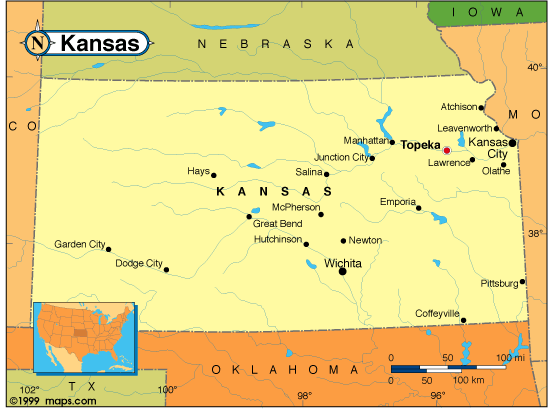 IOWA
N
Kansas
NEBRASKA
40°
Atchison
CO
MO
Leavenworth
Manhattan
Topeka
Kansas
City
Junction City
Lawrence
Olathe
Hays
Salina
KANSAS
McPherson
Emporia
Great Bend
38°
Garden City
Hutchinson
Newton
Dodge City
Wichita
Pittsburg
Coffeyville
0 50 100 mi
OKLAHOMA
0 50 100 km
TX
102° 100° 98° 96°
©1999 maps.com